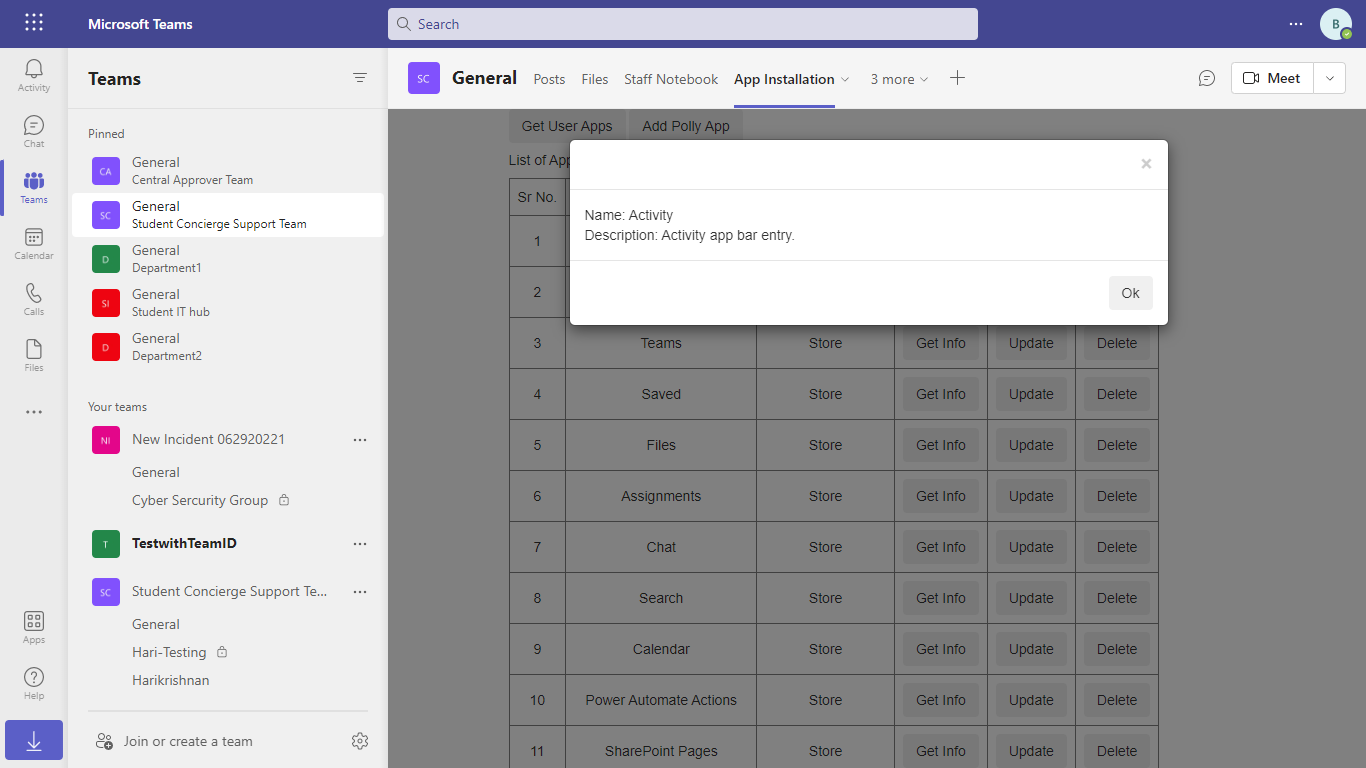 Microsoft Teams
Search
B
Activity
Chat
Teams
Calendar
Calls
Files
Apps
Help
Teams
Pinned
CA
General
Central Approver Team
SC
General
Student Concierge Support Team
D
General
Department1
SI
General
Student IT hub
D
General
Department2
Your teams
NI
New Incident 062920221
General
Cyber Sercurity Group
T
TestwithTeamID
SC
Student Concierge Support Te...
General
Hari-Testing
Harikrishnan
Join or create a team
SC
General Posts Files Staff Notebook App Installation 3 more
Meet
Get User Apps Add Polly App
List of App
×
Name: Activity
Description: Activity app bar entry.
Ok
Sr No.
1
2
3 Teams Store Get Info Update Delete
4 Saved Store Get Info Update Delete
5 Files Store Get Info Update Delete
6 Assignments Store Get Info Update Delete
7 Chat Store Get Info Update Delete
8 Search Store Get Info Update Delete
9 Calendar Store Get Info Update Delete
10 Power Automate Actions Store Get Info Update Delete
11 SharePoint Pages Store Get Info Update Delete